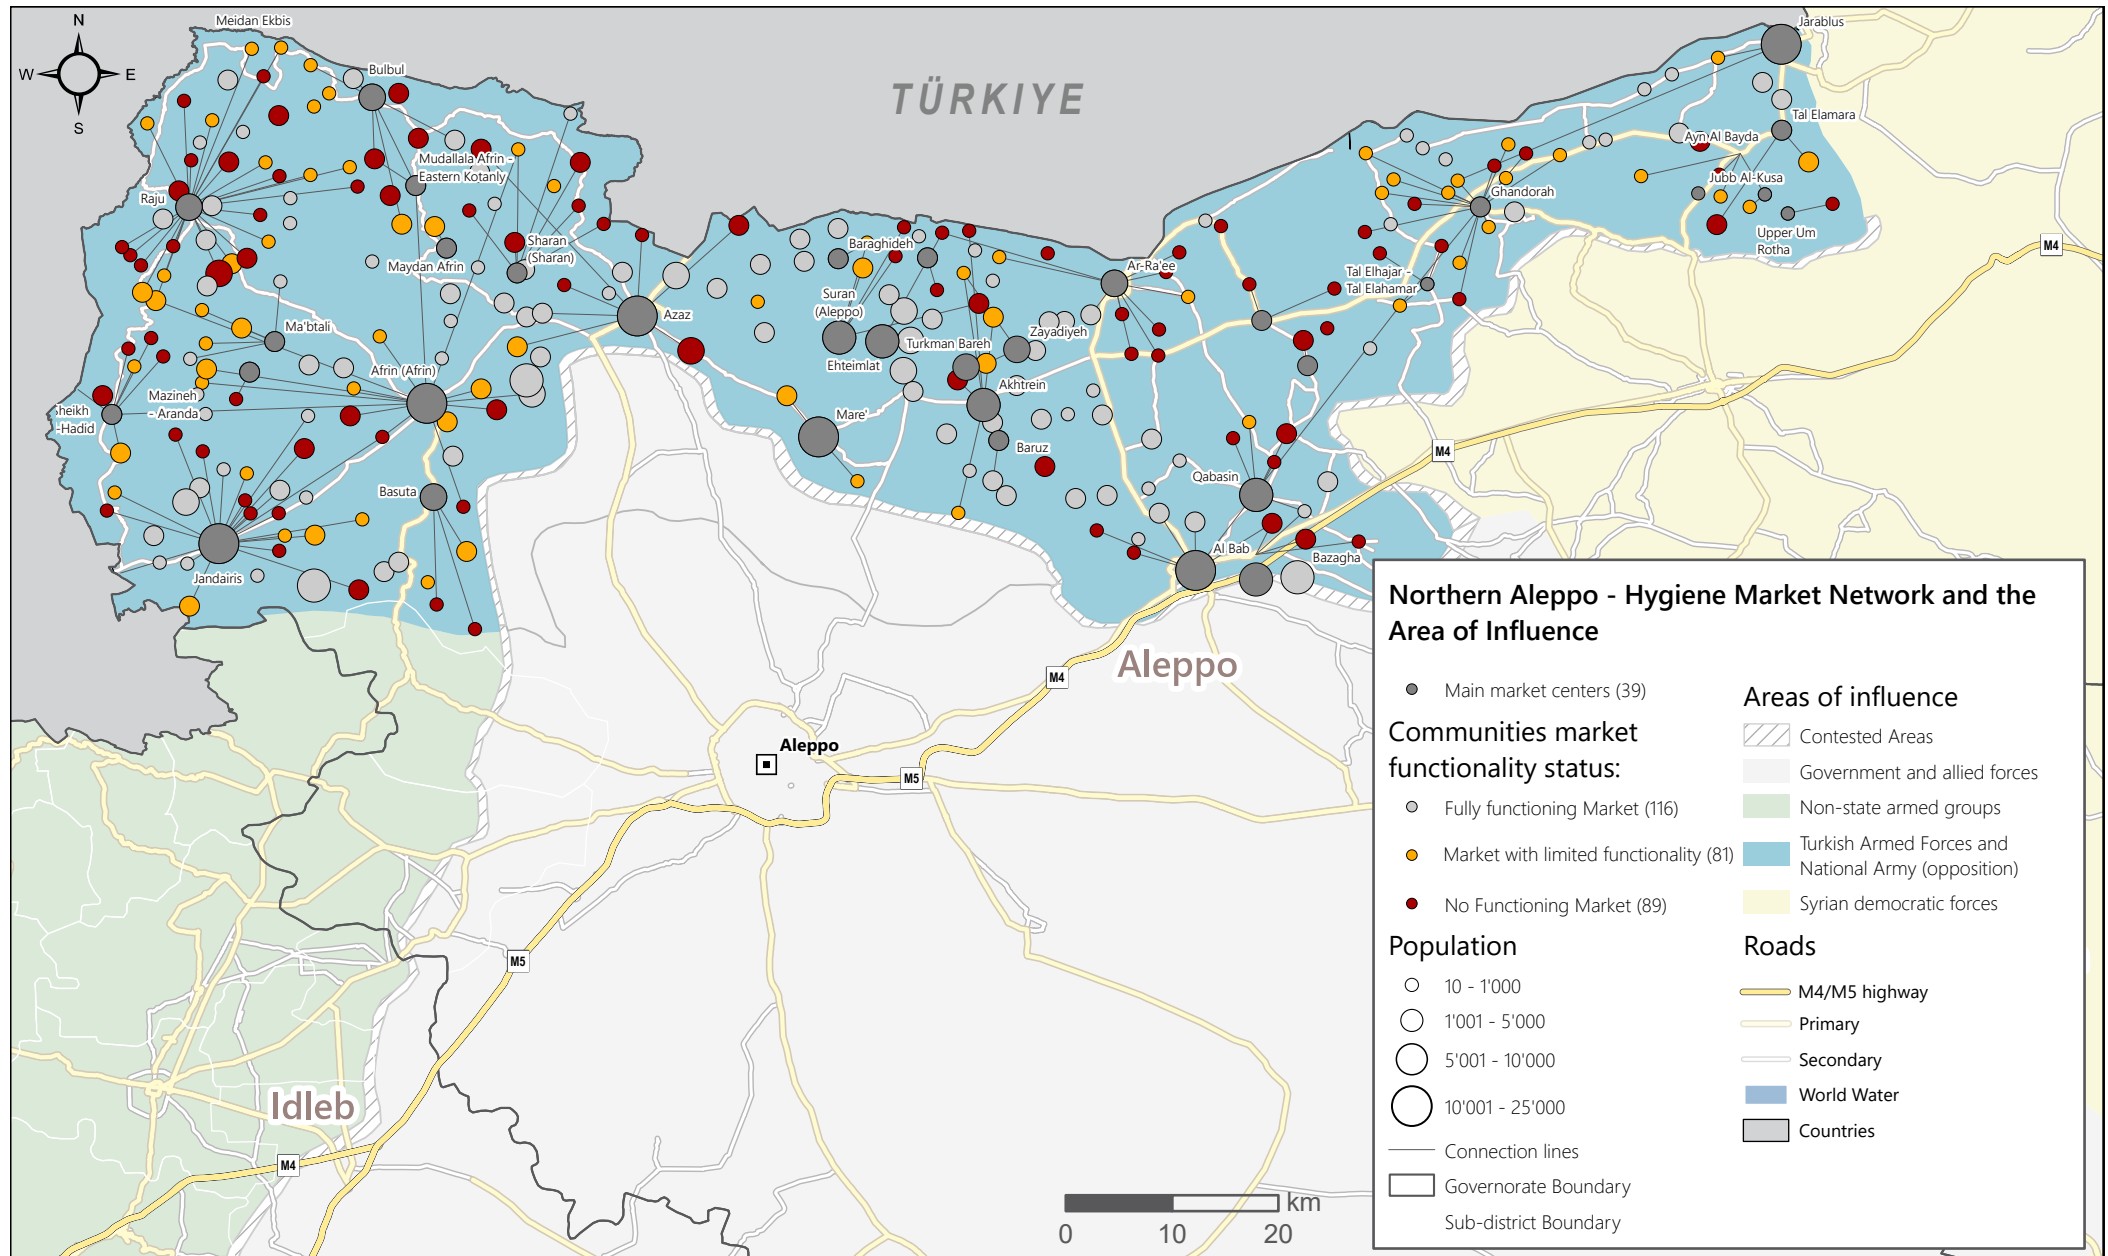 N
W
E
S
Meidan Ekbis
Bulbul
Mudallala Afrin -
Eastern Kotanly
Raju
Maydan Afrin
Sharan
(Sharan)
Ma'btali
Afrin (Afrin)
Mazineh
- Aranda
heikh
-Hadid
Basuta
Jandairis
Azaz
TÜRKIYE
Baraghideh
Suran
(Aleppo)
Ehteimlat
Turkman Bareh
Zayadiyeh
Akhtrein
Mare'
Baruz
Ar-Ra'ee
Qabasin
Al Bab
Bazagha
Jarablus
Tal Elamara
Ayn Al Bayda
Jubb Al-Kusa
Upper Um
Rotha
Ghandorah
Tal Elhajar -
Tal Elahamar
M4
M4
M4
Aleppo
Aleppo
M5
M5
M4
Idleb
km
0 10 20
Northern Aleppo - Hygiene Market Network and the
Area of Influence
Main market centers (39)
Communities market
functionality status:
Fully functioning Market (116)
Market with limited functionality (81)
No Functioning Market (89)
Population
10 - 1'000
1'001 - 5'000
5'001 - 10'000
10'001 - 25'000
Connection lines
Governorate Boundary
Sub-district Boundary
Areas of influence
Contested Areas
Government and allied forces
Non-state armed groups
Turkish Armed Forces and
National Army (opposition)
Syrian democratic forces
Roads
M4/M5 highway
Primary
Secondary
World Water
Countries